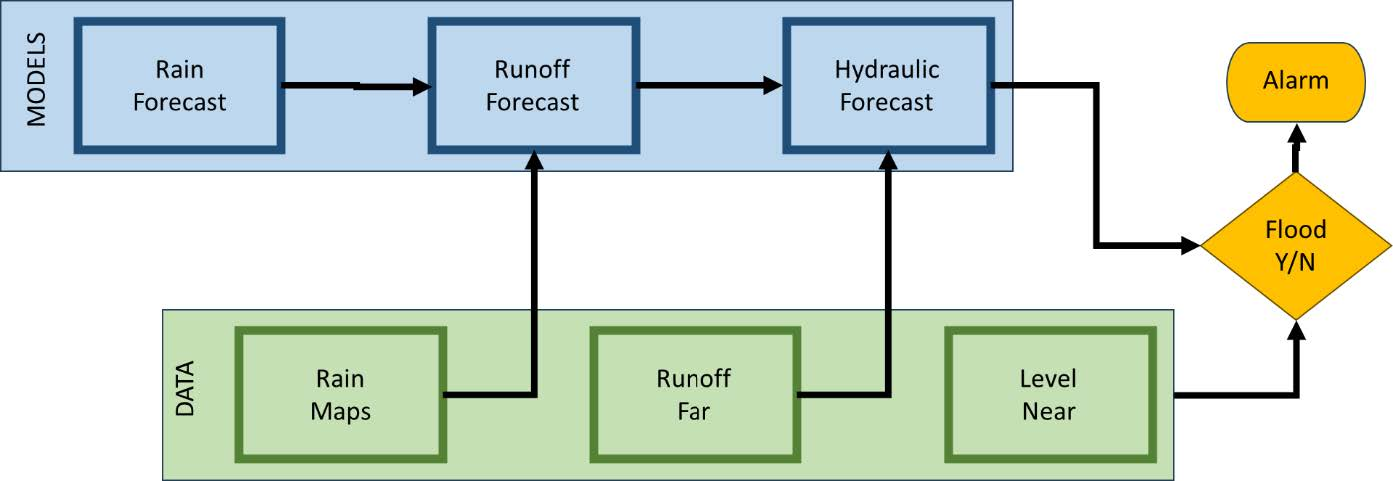 MODELS
Rain
Forecast
Runoff
Forecast
Hydraulic
Forecast
Alarm
Flood
Y/N
DATA
Rain
Maps
Runoff
Far
Level
Near